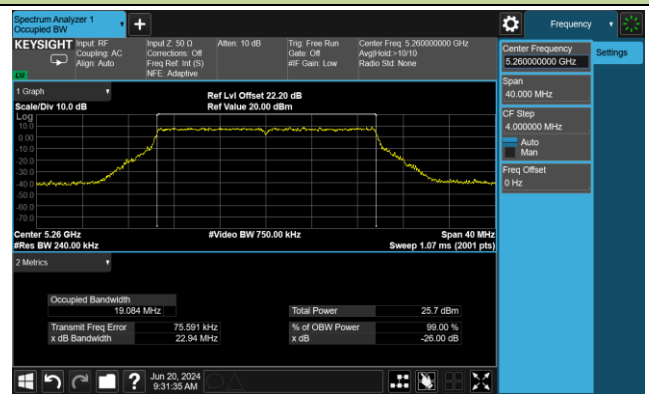 Spectrum Analyzer 1
Occupied BW
Frequency
KEYSIGHT
Input: RF
Coupling: AC
Align: Auto
Input Z: 50 Ω
Corrections: Off
Freq Ref: Int (S)
NFE: Adaptive
Atten: 10 dB
Trig: Free Run
Gate: Off
#IF Gain: Low
Center Freq: 5.260000000 GHz
Avg|Hold:>10/10
Radio Std: None
Center Frequency
5.260000000 GHz
Settings
Span
40.000 MHz
CF Step
4.000000 MHz
Auto
Man
Freq Offset
0 Hz
1 Graph
Scale/Div 10.0 dB
Ref Lvl Offset 22.20 dB
Ref Value 20.00 dBm
Log
10.0
0.00
-10.0
-20.0
-30.0
-40.0
-50.0
-60.0
-70.0
Center 5.26 GHz
#Video BW 750.00 kHz
Span 40 MHz
#Res BW 240.00 kHz
Sweep 1.07 ms (2001 pts)
2 Metrics
Occupied Bandwidth
19.084 MHz
Total Power 25.7 dBm
Transmit Freq Error 75.591 kHz
% of OBW Power 99.00 %
x dB Bandwidth 22.94 MHz
x dB -26.00 dB
Jun 20, 2024
9:31:35 AM